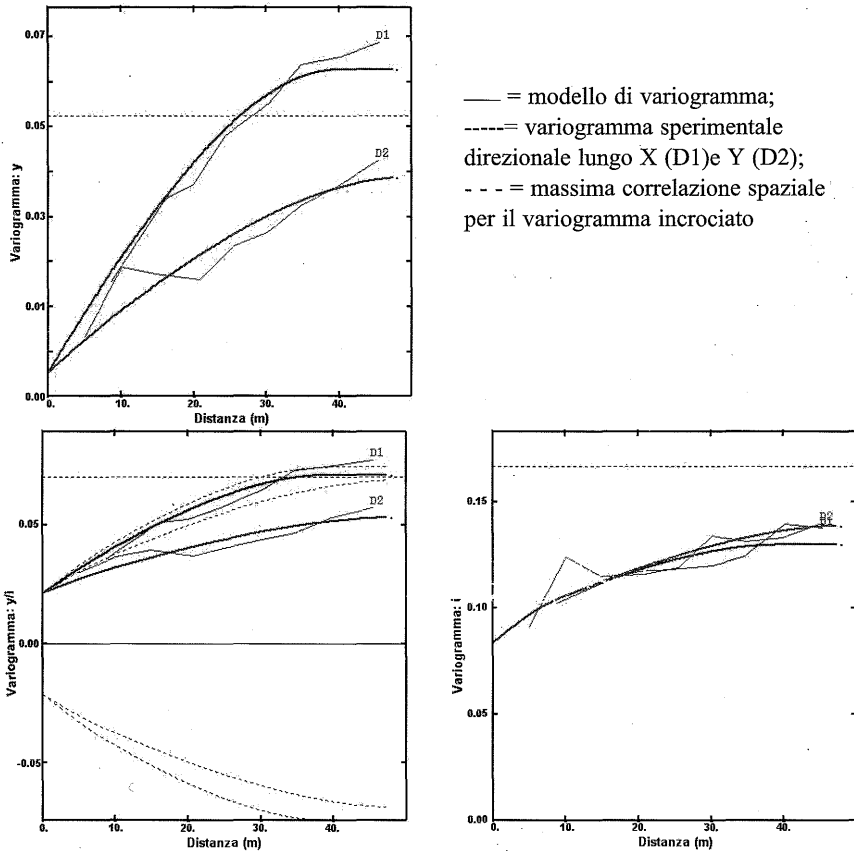 0.07
0.05
0.03
0.01
0.00
Variogramma: y
D1
D2
0.
10.
20.
30.
40.
Distanza (m)
—— = modello di variogramma;
-----= variogramma sperimentale
direzionale lungo X (D1)e Y (D2);
- - - = massima correlazione spaziale
per il variogramma incrociato
0.05
0.00
-0.05
Variogramma: y/i
D1
D2
0.
10.
20.
30.
40.
Distanza (m)
0.15
0.10
0.05
0.00
Variogramma: i
D2
D1
0.
10.
20.
30.
40.
Distanza (m)